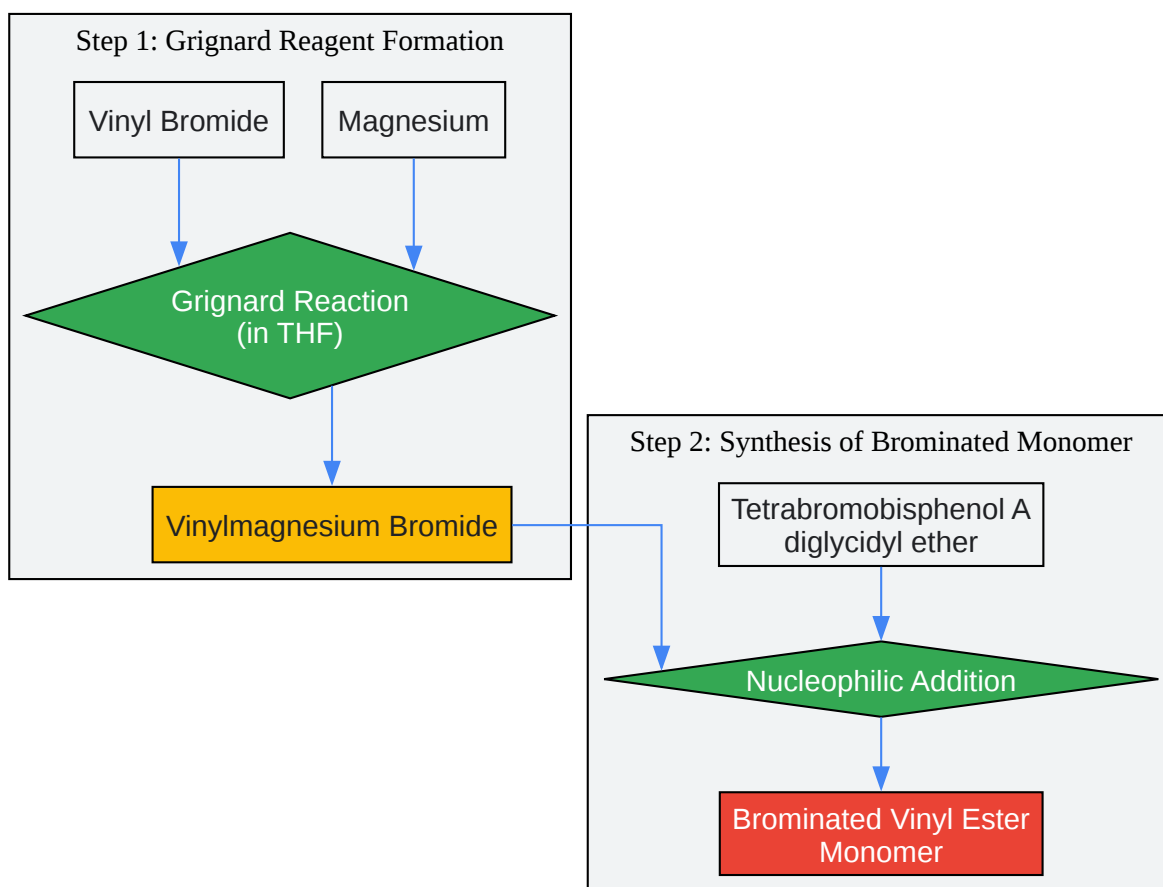 Step 1: Grignard Reagent Formation
Vinyl Bromide
Magnesium
Grignard Reaction
(in THF)
Vinylmagnesium Bromide
Step 2: Synthesis of Brominated Monomer
Tetrabromobisphenol A
diglycidyl ether
Nucleophilic Addition
Brominated Vinyl Ester
Monomer